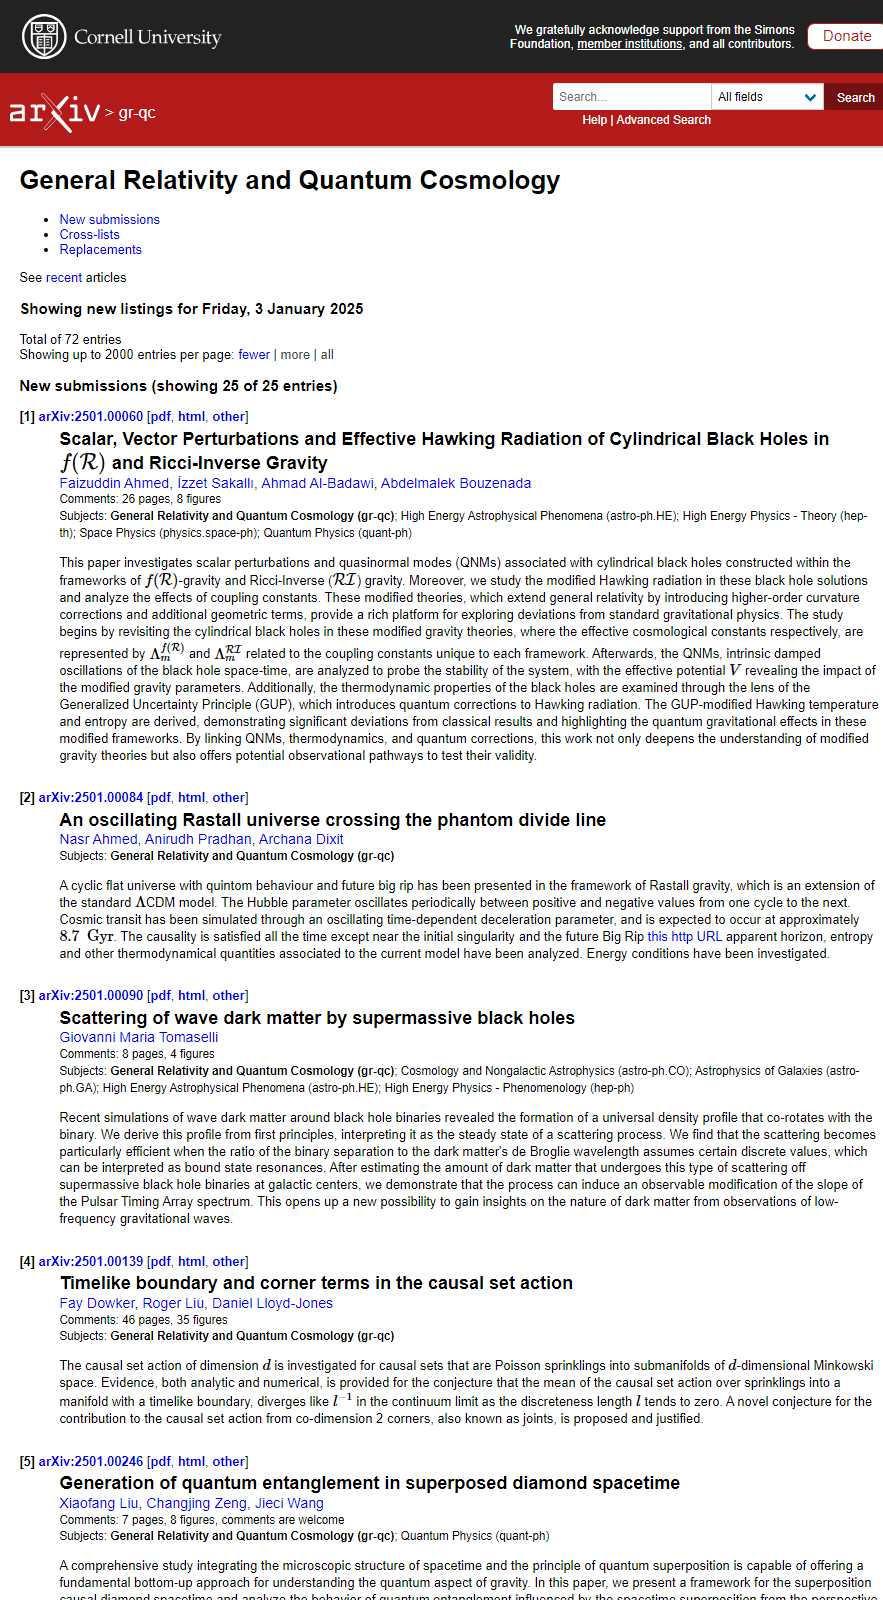 Cornell University
We gratefully acknowledge support from the Simons
Foundation, member institutions, and all contributors.
Donate
arXiv > gr-qc
Search...
All fields
Search
Help | Advanced Search
General Relativity and Quantum Cosmology
• New submissions
• Cross-lists
• Replacements
See recent articles
Showing new listings for Friday, 3 January 2025
Total of 72 entries
Showing up to 2000 entries per page: fewer | more | all
New submissions (showing 25 of 25 entries)
[1] arXiv:2501.00060 [pdf, html, other]
Scalar, Vector Perturbations and Effective Hawking Radiation of Cylindrical Black Holes in
f(ℛ) and Ricci-Inverse Gravity
Faizuddin Ahmed, İzzet Sakallı, Ahmad Al-Badawi, Abdelmalek Bouzenada
Comments: 26 pages, 8 figures
Subjects: General Relativity and Quantum Cosmology (gr-qc); High Energy Astrophysical Phenomena (astro-ph.HE); High Energy Physics - Theory (hep-
th); Space Physics (physics.space-ph); Quantum Physics (quant-ph)
This paper investigates scalar perturbations and quasinormal modes (QNMs) associated with cylindrical black holes constructed within the
frameworks of f(ℛ)-gravity and Ricci-Inverse (ℛℐ) gravity. Moreover, we study the modified Hawking radiation in these black hole solutions
and analyze the effects of coupling constants. These modified theories, which extend general relativity by introducing higher-order curvature
corrections and additional geometric terms, provide a rich platform for exploring deviations from standard gravitational physics. The study
begins by revisiting the cylindrical black holes in these modified gravity theories, where the effective cosmological constants respectively, are
represented by Λ_m^{f(ℛ)} and Λ_m^{ℛℐ} related to the coupling constants unique to each framework. Afterwards, the QNMs, intrinsic damped
oscillations of the black hole space-time, are analyzed to probe the stability of the system, with the effective potential V revealing the impact of
the modified gravity parameters. Additionally, the thermodynamic properties of the black holes are examined through the lens of the
Generalized Uncertainty Principle (GUP), which introduces quantum corrections to Hawking radiation. The GUP-modified Hawking temperature
and entropy are derived, demonstrating significant deviations from classical results and highlighting the quantum gravitational effects in these
modified frameworks. By linking QNMs, thermodynamics, and quantum corrections, this work not only deepens the understanding of modified
gravity theories but also offers potential observational pathways to test their validity.
[2] arXiv:2501.00084 [pdf, html, other]
An oscillating Rastall universe crossing the phantom divide line
Nasr Ahmed, Anirudh Pradhan, Archana Dixit
Subjects: General Relativity and Quantum Cosmology (gr-qc)
A cyclic flat universe with quintom behaviour and future big rip has been presented in the framework of Rastall gravity, which is an extension of
the standard ΛCDM model. The Hubble parameter oscillates periodically between positive and negative values from one cycle to the next.
Cosmic transit has been simulated through an oscillating time-dependent deceleration parameter, and is expected to occur at approximately
8.7 Gyr. The causality is satisfied all the time except near the initial singularity and the future Big Rip this http URL apparent horizon, entropy
and other thermodynamical quantities associated to the current model have been analyzed. Energy conditions have been investigated.
[3] arXiv:2501.00090 [pdf, html, other]
Scattering of wave dark matter by supermassive black holes
Giovanni Maria Tomaselli
Comments: 8 pages, 4 figures
Subjects: General Relativity and Quantum Cosmology (gr-qc); Cosmology and Nongalactic Astrophysics (astro-ph.CO); Astrophysics of Galaxies (astro-
ph.GA); High Energy Astrophysical Phenomena (astro-ph.HE); High Energy Physics - Phenomenology (hep-ph)
Recent simulations of wave dark matter around black hole binaries revealed the formation of a universal density profile that co-rotates with the
binary. We derive this profile from first principles, interpreting it as the steady state of a scattering process. We find that the scattering becomes
particularly efficient when the ratio of the binary separation to the dark matter's de Broglie wavelength assumes certain discrete values, which
can be interpreted as bound state resonances. After estimating the amount of dark matter that undergoes this type of scattering off
supermassive black hole binaries at galactic centers, we demonstrate that the process can induce an observable modification of the slope of
the Pulsar Timing Array spectrum. This opens up a new possibility to gain insights on the nature of dark matter from observations of low-
frequency gravitational waves.
[4] arXiv:2501.00139 [pdf, html, other]
Timelike boundary and corner terms in the causal set action
Fay Dowker, Roger Liu, Daniel Lloyd-Jones
Comments: 46 pages, 35 figures
Subjects: General Relativity and Quantum Cosmology (gr-qc)
The causal set action of dimension d is investigated for causal sets that are Poisson sprinklings into submanifolds of d-dimensional Minkowski
space. Evidence, both analytic and numerical, is provided for the conjecture that the mean of the causal set action over sprinklings into a
manifold with a timelike boundary, diverges like l⁻¹ in the continuum limit as the discreteness length l tends to zero. A novel conjecture for the
contribution to the causal set action from co-dimension 2 corners, also known as joints, is proposed and justified.
[5] arXiv:2501.00246 [pdf, html, other]
Generation of quantum entanglement in superposed diamond spacetime
Xiaofang Liu, Changjing Zeng, Jieci Wang
Comments: 7 pages, 8 figures, comments are welcome
Subjects: General Relativity and Quantum Cosmology (gr-qc); Quantum Physics (quant-ph)
A comprehensive study integrating the microscopic structure of spacetime and the principle of quantum superposition is capable of offering a
fundamental bottom-up approach for understanding the quantum aspect of gravity. In this paper, we present a framework for the superposition
causal diamond spacetime and analyze the behavior of quantum entanglement influenced by the spacetime superposition from the perspective